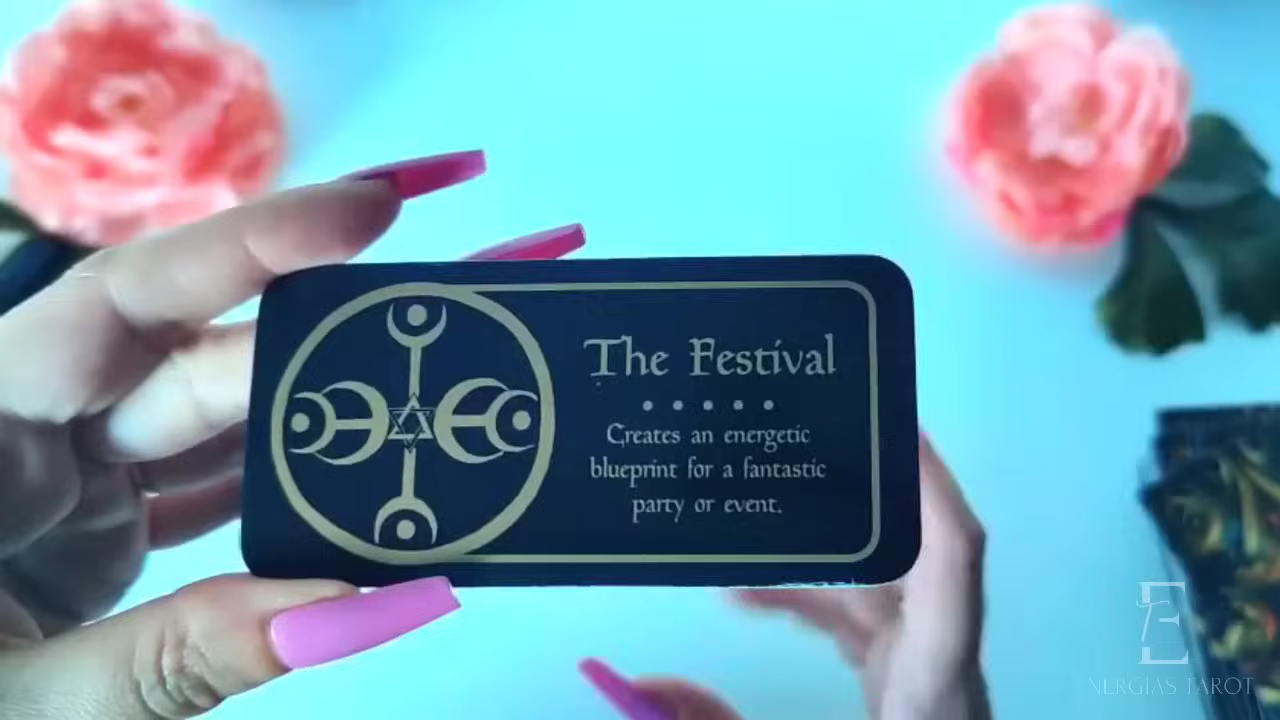 The Festival
Creates an energetic
blueprint for a fantastic
party or event.
E
NERGIAS TAROT